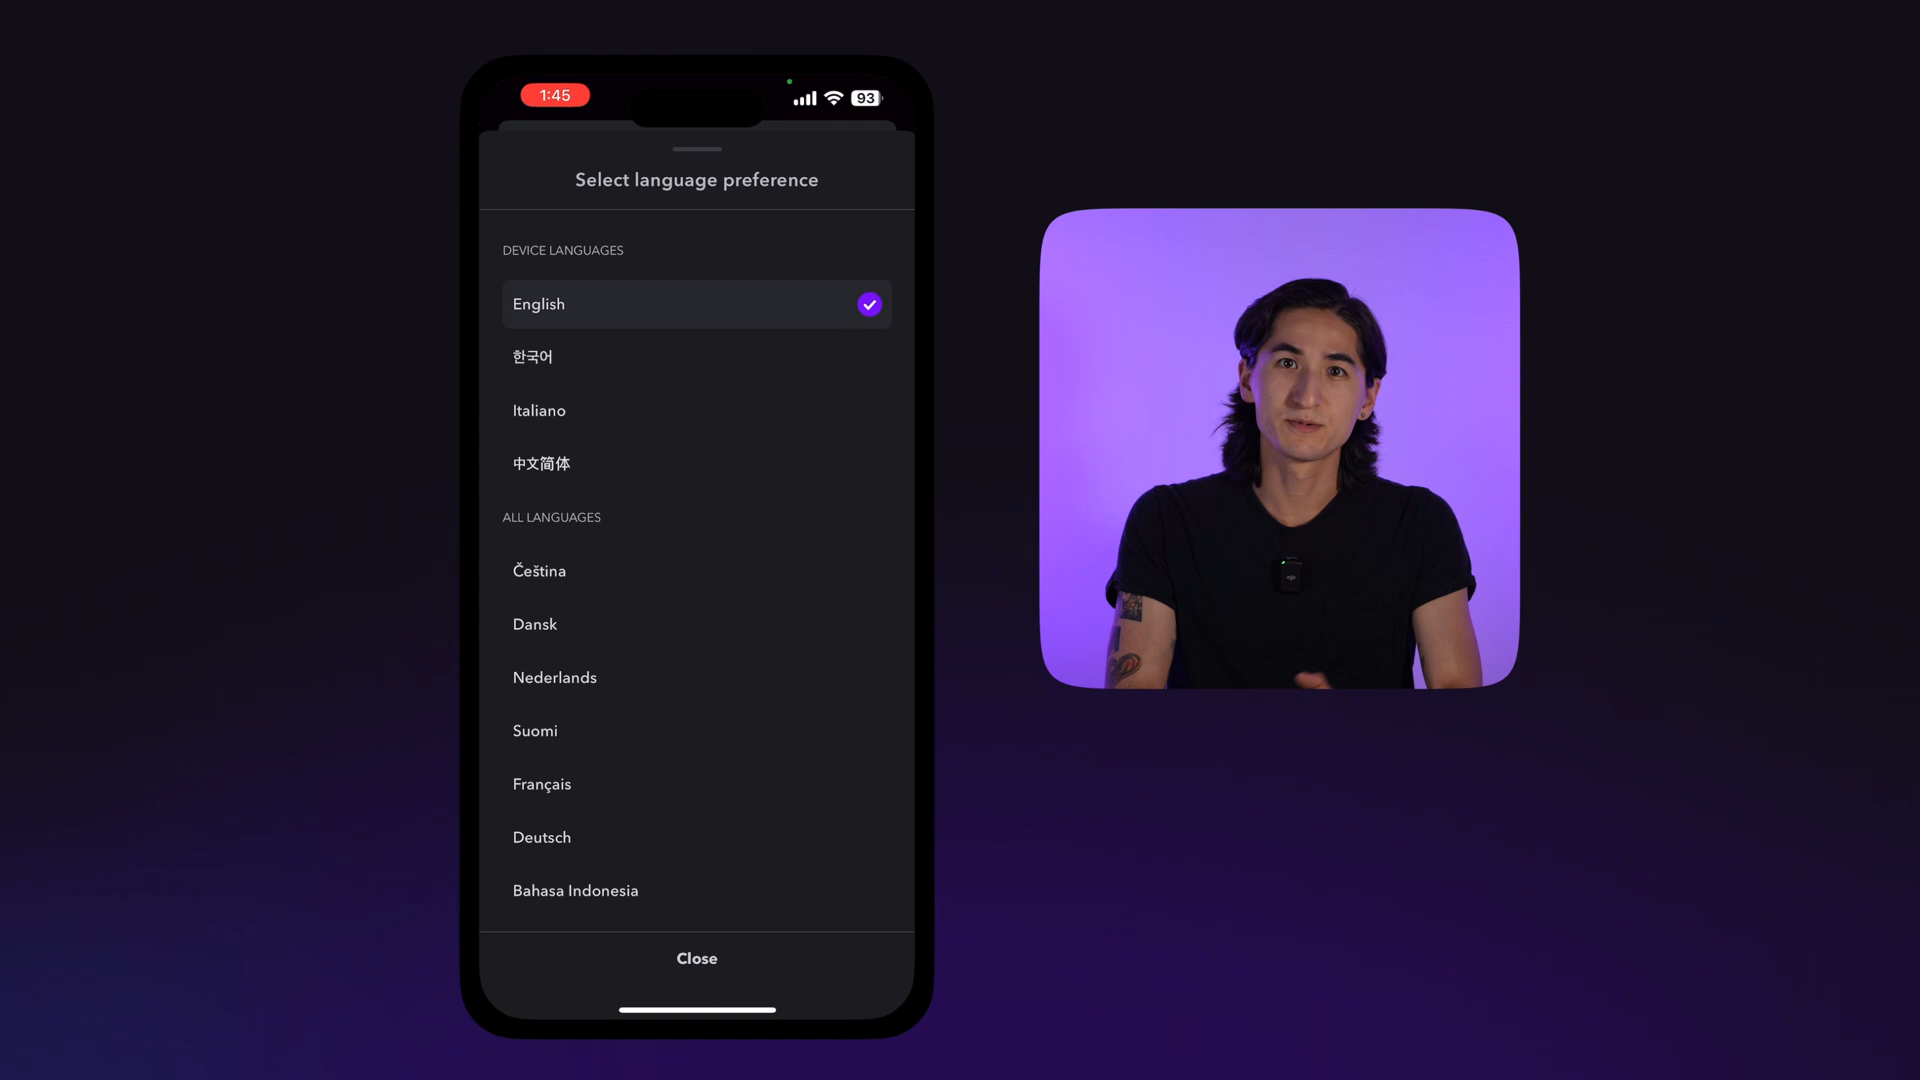 1:45
93
Select language preference
DEVICE LANGUAGES
English
한국어
Italiano
中文简体
ALL LANGUAGES
Čeština
Dansk
Nederlands
Suomi
Français
Deutsch
Bahasa Indonesia
Close